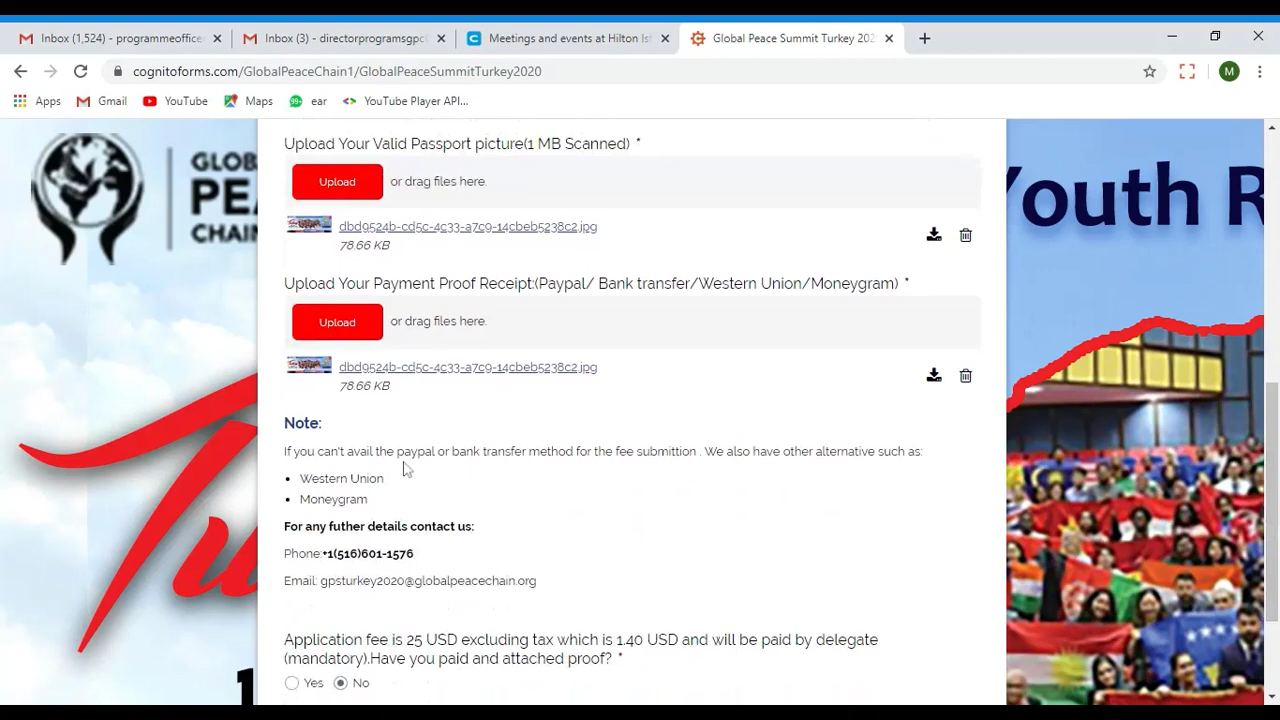 Inbox (1,524) - programmeoffice
Inbox (3) - directorprogramsgpc
Meetings and events at Hilton Ist
Global Peace Summit Turkey 202
cognitoforms.com/GlobalPeaceChain1/GlobalPeaceSummitTurkey2020
M
Apps
Gmail
YouTube
Maps
99+
ear
YouTube Player API...
GLOB
PEA
CHAIN
Youth R
Upload Your Valid Passport picture(1 MB Scanned) *
Upload
or drag files here.
dbd9524b-cd5c-4c33-a7c9-14cbeb5238c2.jpg
78.66 KB
Upload Your Payment Proof Receipt:(Paypal/ Bank transfer/Western Union/Moneygram) *
Upload
or drag files here.
dbd9524b-cd5c-4c33-a7c9-14cbeb5238c2.jpg
78.66 KB
Note:
If you can't avail the paypal or bank transfer method for the fee submittion . We also have other alternative such as:
Western Union
Moneygram
For any futher details contact us:
Phone:+1(516)601-1576
Email: gpsturkey2020@globalpeacechain.org
Application fee is 25 USD excluding tax which is 1.40 USD and will be paid by delegate
(mandatory).Have you paid and attached proof? *
Yes
No